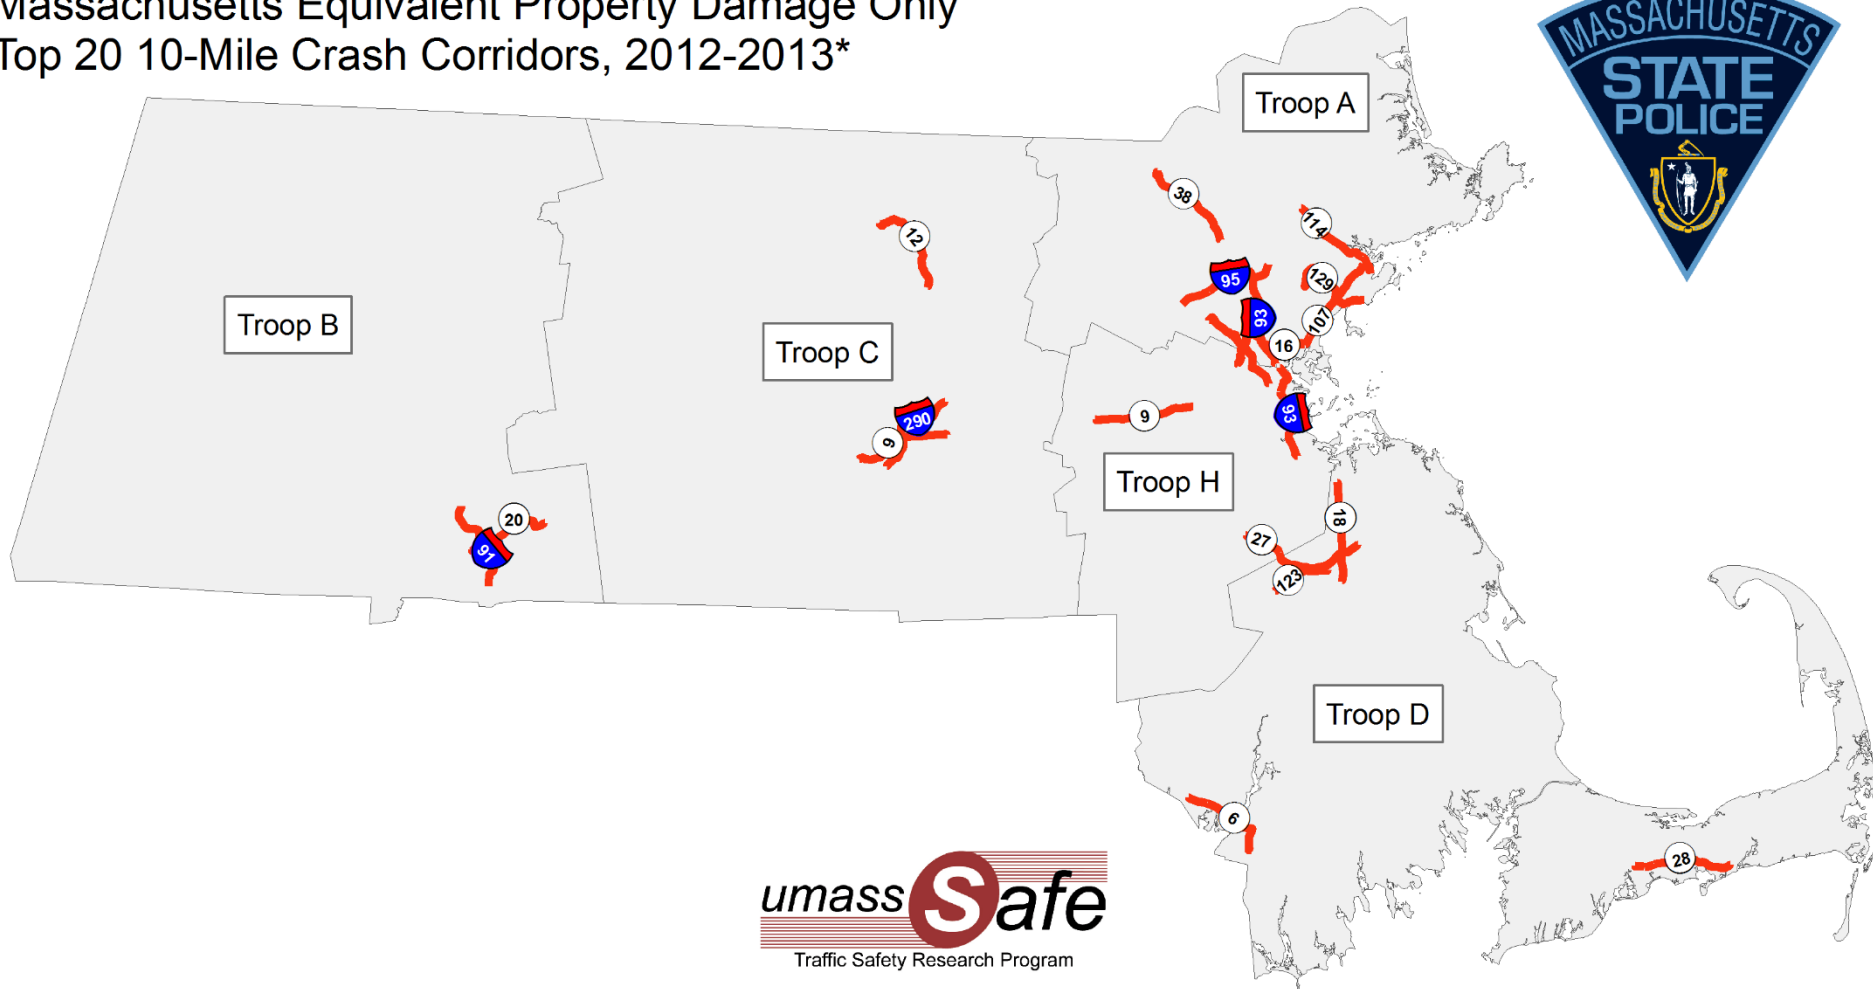 Massachusetts Equivalent Property Damage Only
Top 20 10-Mile Crash Corridors, 2012-2013*
MASSACHUSETTS
STATE
POLICE
Troop A
38
114
12
95
129
Troop B
93
107
16
Troop C
290
9
9
93
Troop H
20
18
27
91
123
Troop D
6
28
umassSafe
Traffic Safety Research Program